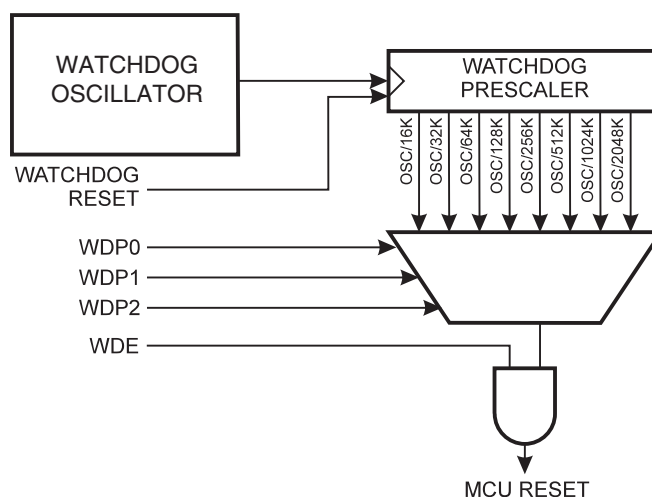 WATCHDOG
OSCILLATOR
WATCHDOG
PRESCALER
WATCHDOG
RESET
OSC/16K
OSC/32K
OSC/64K
OSC/128K
OSC/256K
OSC/512K
OSC/1024K
OSC/2048K
WDP0
WDP1
WDP2
WDE
MCU RESET